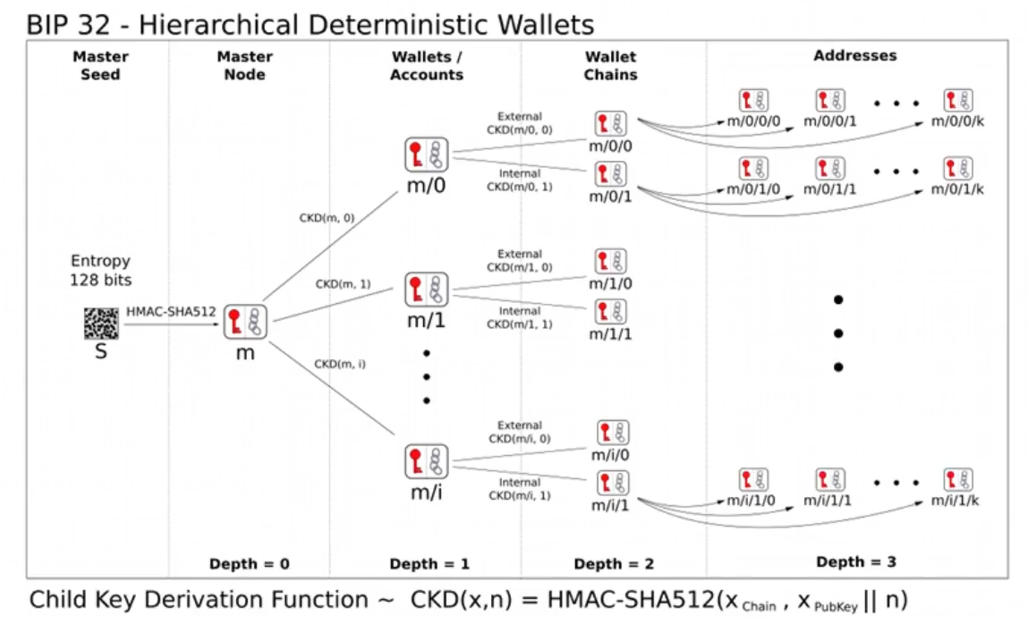 BIP 32 - Hierarchical Deterministic Wallets
Master
Seed
Master
Node
Wallets /
Accounts
Wallet
Chains
Addresses
Entropy
128 bits
S
HMAC-SHA512
m
CKD(m, 0)
CKD(m, 1)
CKD(m, i)
m/0
m/1
m/i
External
CKD(m/0, 0)
Internal
CKD(m/0, 1)
External
CKD(m/1, 0)
Internal
CKD(m/1, 1)
External
CKD(m/i, 0)
Internal
CKD(m/i, 1)
m/0/0
m/0/1
m/1/0
m/1/1
m/i/0
m/i/1
m/0/0/0 m/0/0/1 m/0/0/k
m/0/1/0 m/0/1/1 m/0/1/k
m/i/1/0 m/i/1/1 m/i/1/k
Depth = 0 Depth = 1 Depth = 2 Depth = 3
Child Key Derivation Function ~ CKD(x,n) = HMAC-SHA512(x Chain , x PubKey || n)